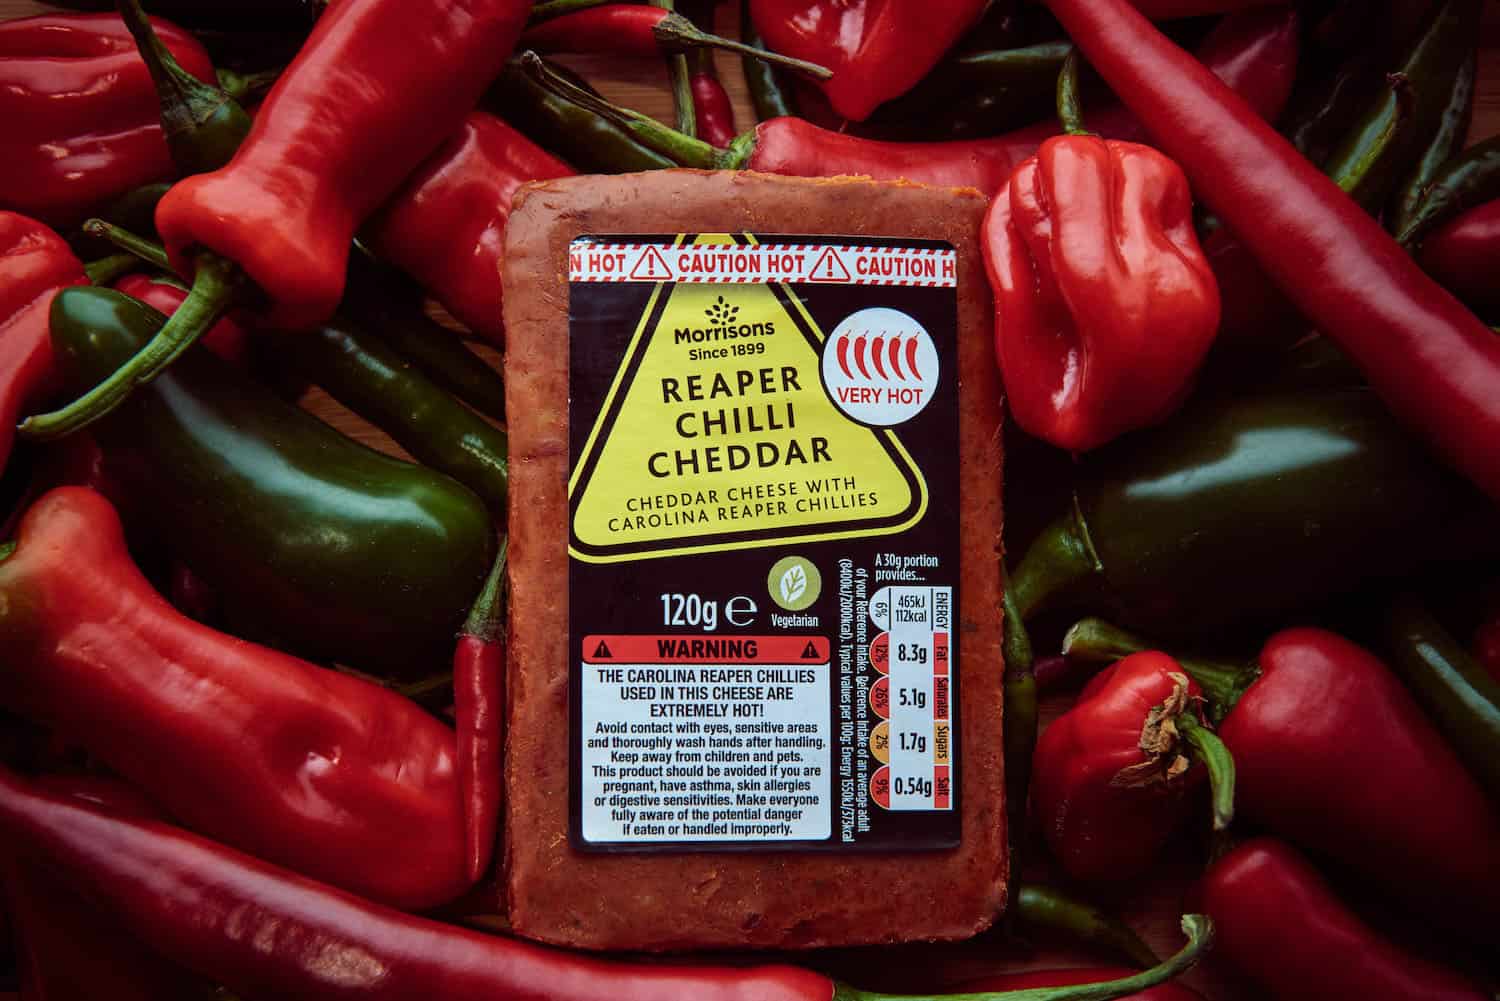 N HOT CAUTION HOT CAUTION H
Morrisons
Since 1899
REAPER
CHILLI
CHEDDAR
CHEDDAR CHEESE WITH
CAROLINA REAPER CHILLIES
VERY HOT
120g e
Vegetarian
WARNING
THE CAROLINA REAPER CHILLIES
USED IN THIS CHEESE ARE
EXTREMELY HOT!
Avoid contact with eyes, sensitive areas
and thoroughly wash hands after handling.
Keep away from children and pets.
This product should be avoided if you are
pregnant, have asthma, skin allergies
or digestive sensitivities. Make everyone
fully aware of the potential danger
if eaten or handled improperly.
A 30g portion
provides...
ENERGY
465kJ
112kcal
6%
Fat
8.3g
12%
Saturates
5.1g
26%
Sugars
1.7g
2%
Salt
0.54g
9%
of your Reference Intake. Reference Intake of an average adult
(8400kJ/2000kcal). Typical values per 100g: Energy 1550kJ/373kcal